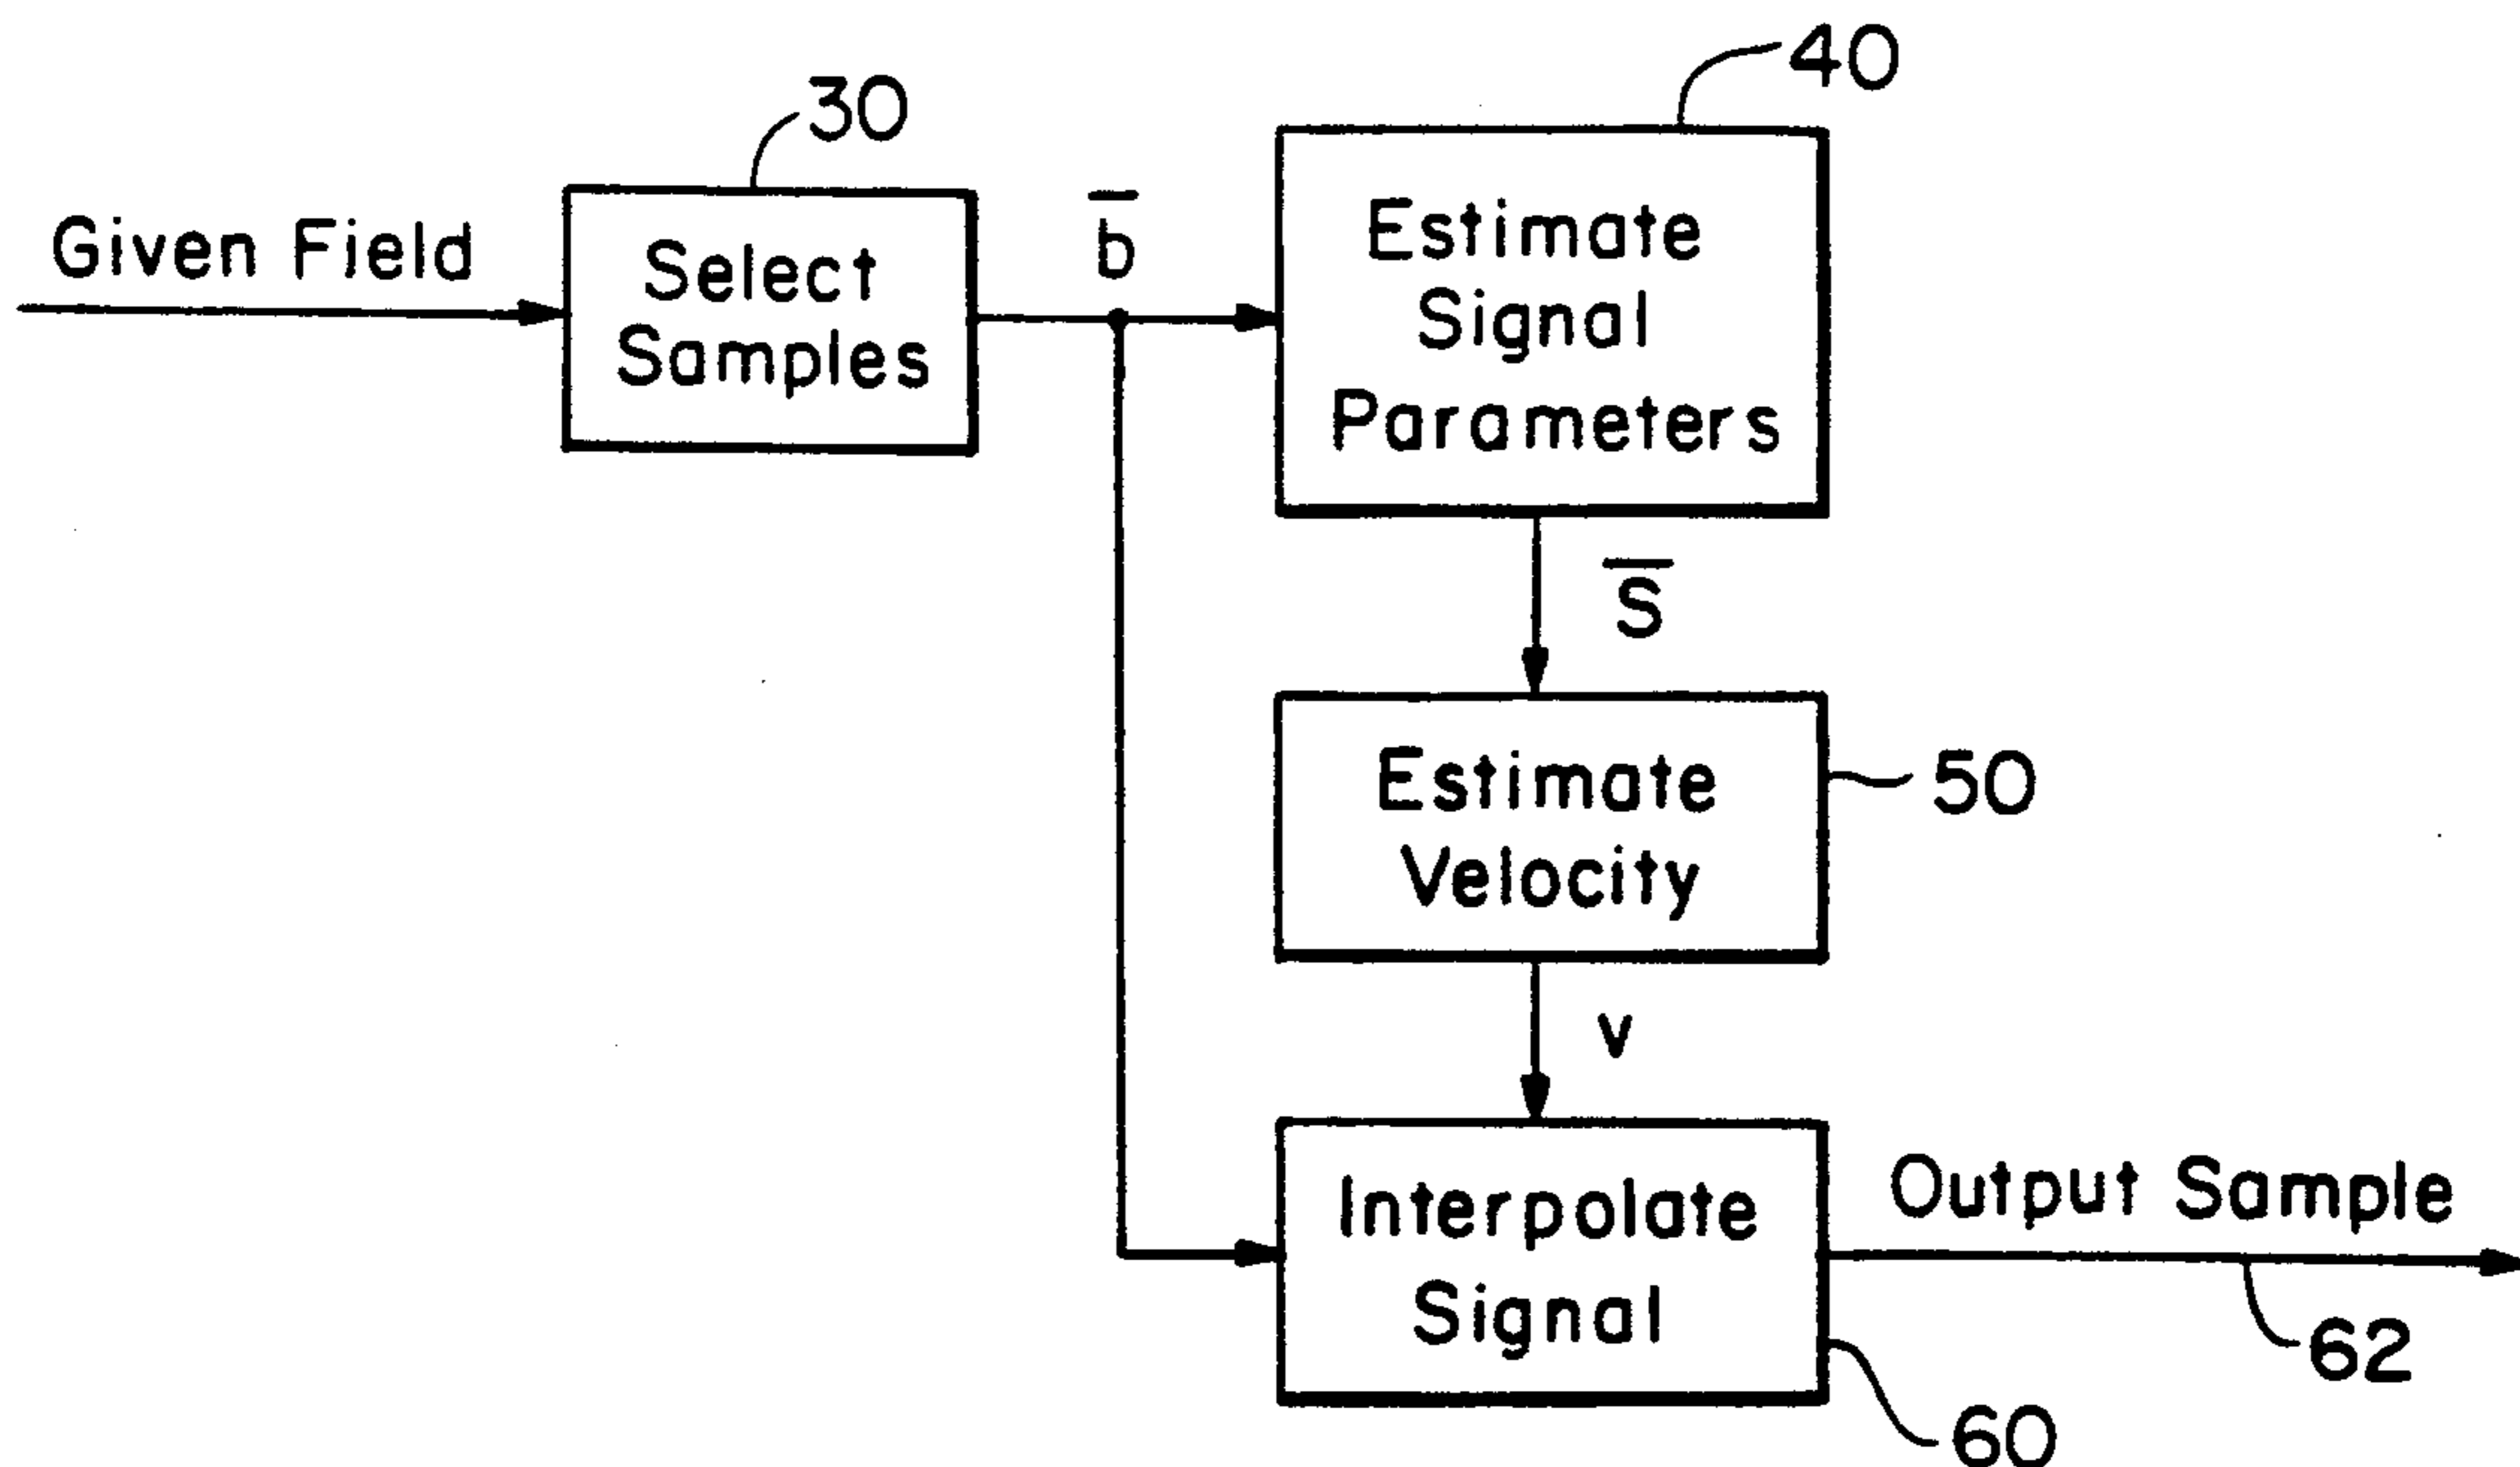 40
30
Given Field
b̅
Select
Samples
Estimate
Signal
Parameters
S̅
Estimate
Velocity
50
v
Interpolate
Signal
Output Sample
62
60